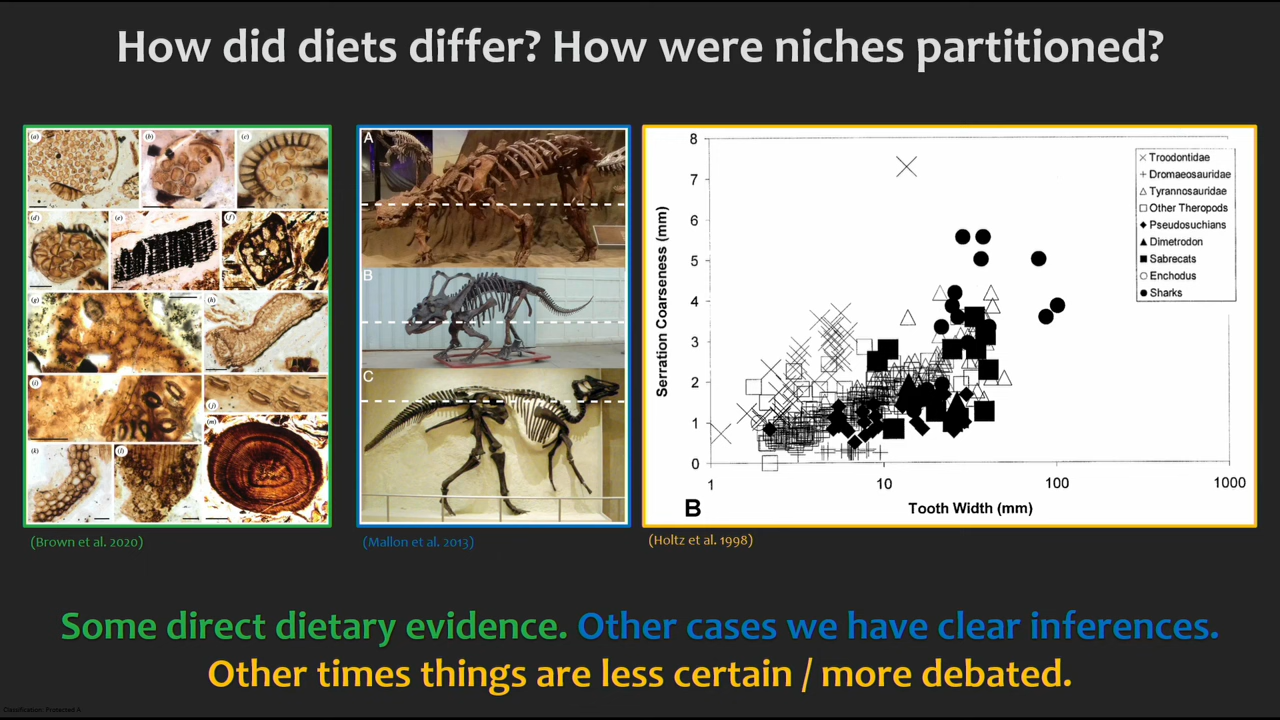 How did diets differ? How were niches partitioned?
(a)
(b)
(c)
(d)
(e)
(f)
(g)
(h)
(i)
(j)
(k)
(l)
(m)
(Brown et al. 2020)
A
B
C
(Mallon et al. 2013)
8
7
6
5
4
3
2
1
0
Serration Coarseness (mm)
Troodontidae
Dromaeosauridae
Tyrannosauridae
Other Theropods
Pseudosuchians
Dimetrodon
Sabrecats
Enchodus
Sharks
1
10
100
1000
B
Tooth Width (mm)
(Holtz et al. 1998)
Some direct dietary evidence. Other cases we have clear inferences.
Other times things are less certain / more debated.
Classification: Protected A